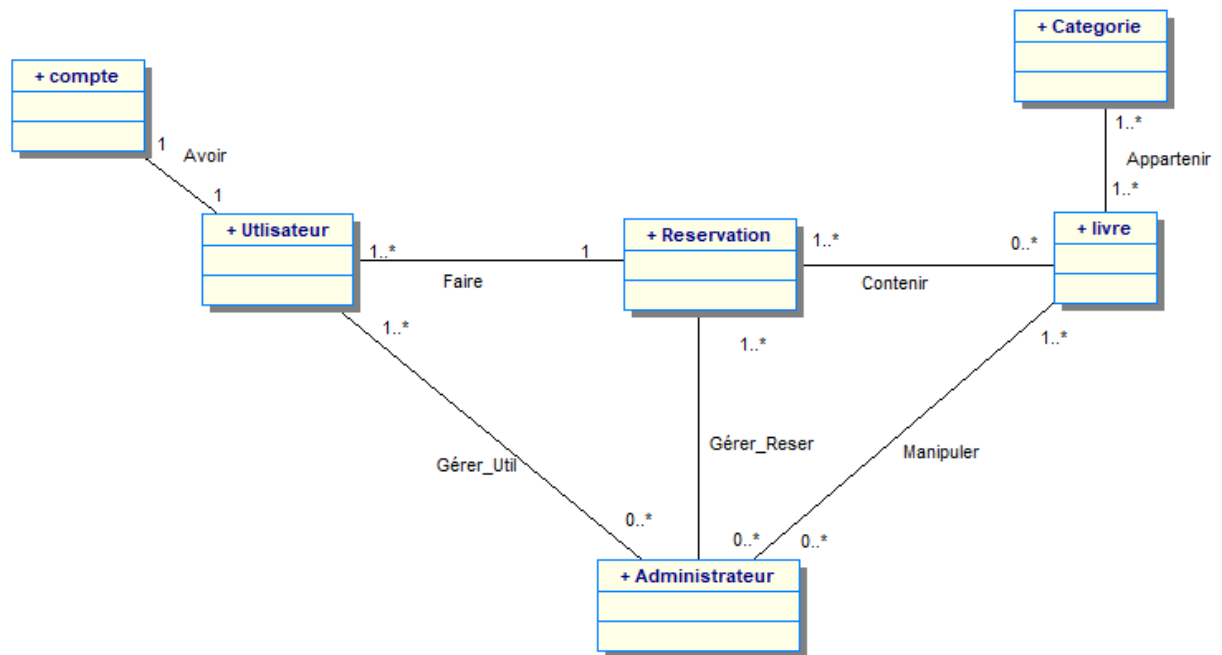 + Categorie
+ compte
1..*
1
Avoir
Appartenir
1
1..*
+ Utlisateur
+ Reservation
+ livre
1..*
1
1..*
0..*
Faire
Contenir
1..*
1..*
1..*
Gérer_Util
Gérer_Reser
Manipuler
0..*
0..*
0..*
+ Administrateur